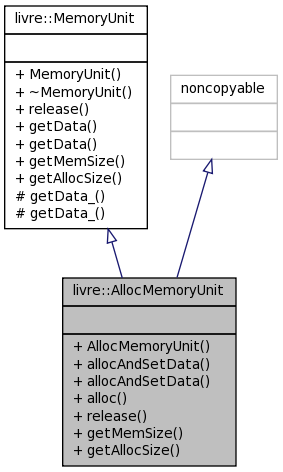 livre::MemoryUnit
+ MemoryUnit()
+ ~MemoryUnit()
+ release()
+ getData()
+ getData()
+ getMemSize()
+ getAllocSize()
# getData_()
# getData_()
noncopyable
livre::AllocMemoryUnit
+ AllocMemoryUnit()
+ allocAndSetData()
+ allocAndSetData()
+ alloc()
+ release()
+ getMemSize()
+ getAllocSize()